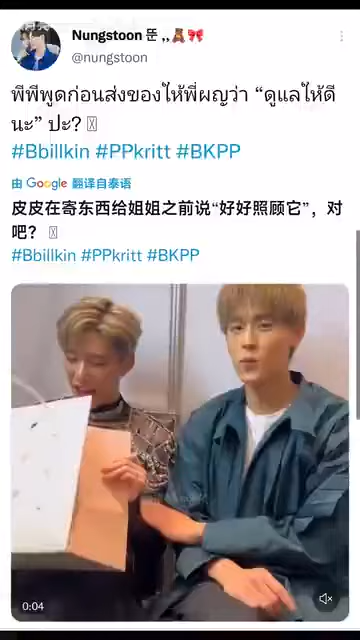 Nungstoon 뚠 ,,🧸🎀
@nungstoon
พีพีพูดก่อนส่งของให้พี่ผญว่า “ดูแลให้ดี
นะ” ปะ?
#Bbillkin #PPkritt #BKPP
由 Google 翻译自泰语
皮皮在寄东西给姐姐之前说“好好照顾它”，对
吧？
#Bbillkin #PPkritt #BKPP
0:04